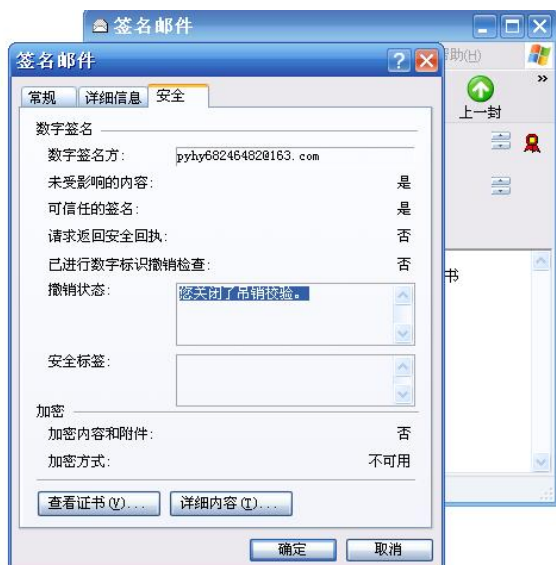 签名邮件
签名邮件
帮助(H)
常规 详细信息 安全
上一封
数字签名
数字签名方: pyhy68246482@163.com
未受影响的内容: 是
可信任的签名: 是
请求返回安全回执: 否
已进行数字标识撤销检查: 否
书
撤销状态: 您关闭了吊销校验。
安全标签:
加密
加密内容和附件: 否
加密方式: 不可用
查看证书(V)... 详细内容(T)...
确定 取消